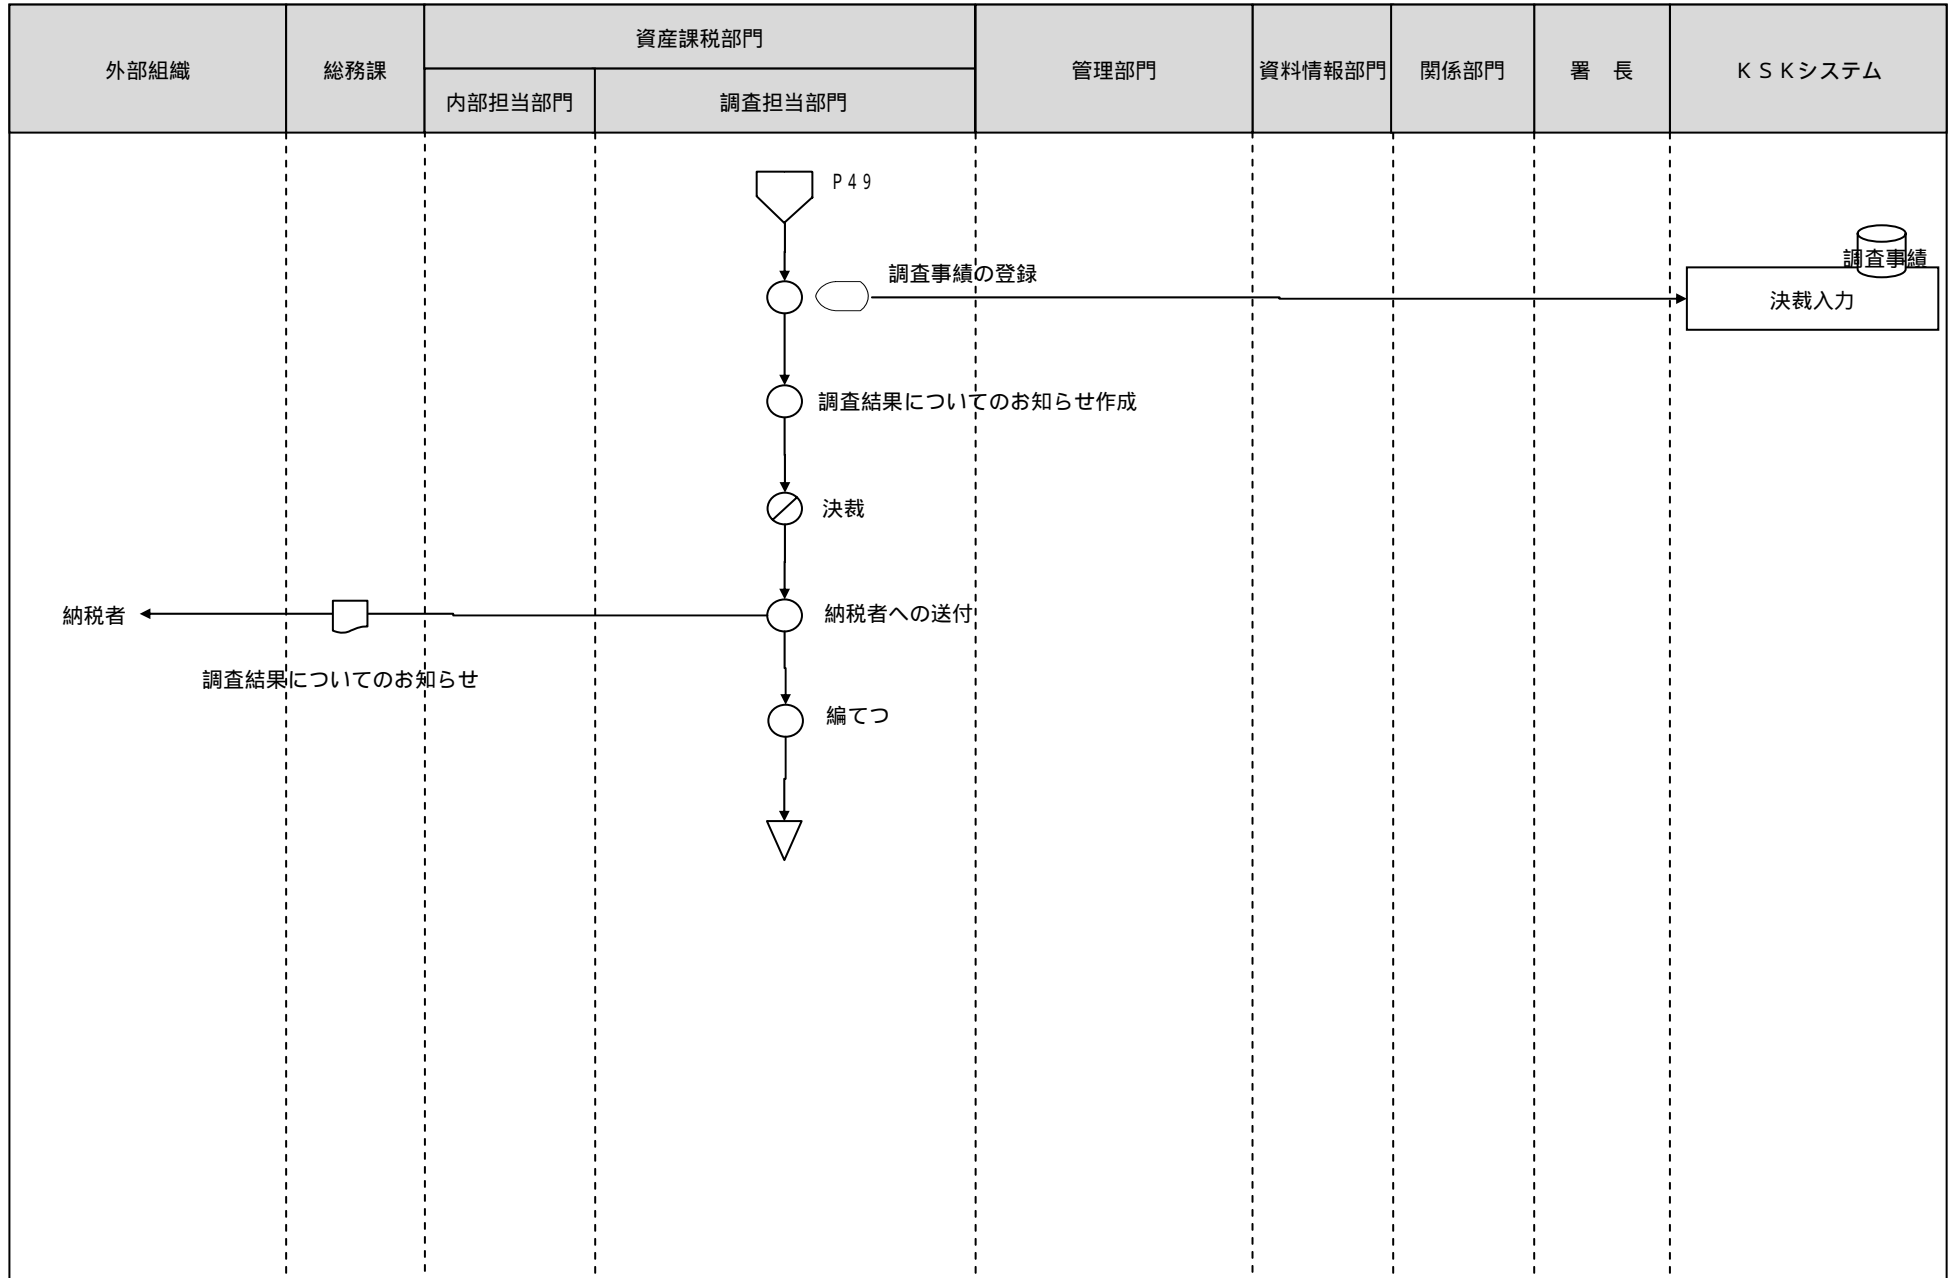 資産課税部門
外部組織
総務課
管理部門
資料情報部門
関係部門
署　長
ＫＳＫシステム
内部担当部門
調査担当部門
Ｐ４９
調査事績
調査事績の登録
決裁入力
調査結果についてのお知らせ作成
決裁
納税者
納税者への送付
調査結果についてのお知らせ
編てつ